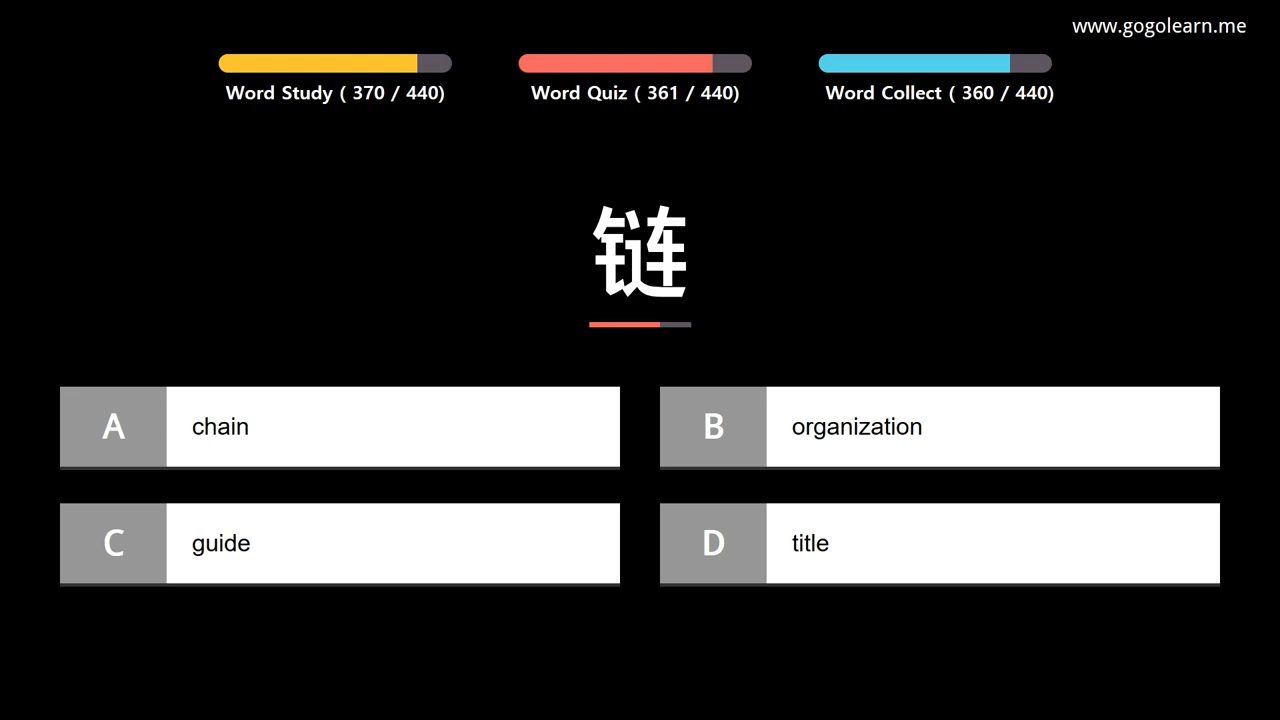 www.gogolearn.me
Word Study ( 370 / 440)
Word Quiz ( 361 / 440)
Word Collect ( 360 / 440)
链
A
chain
B
organization
C
guide
D
title